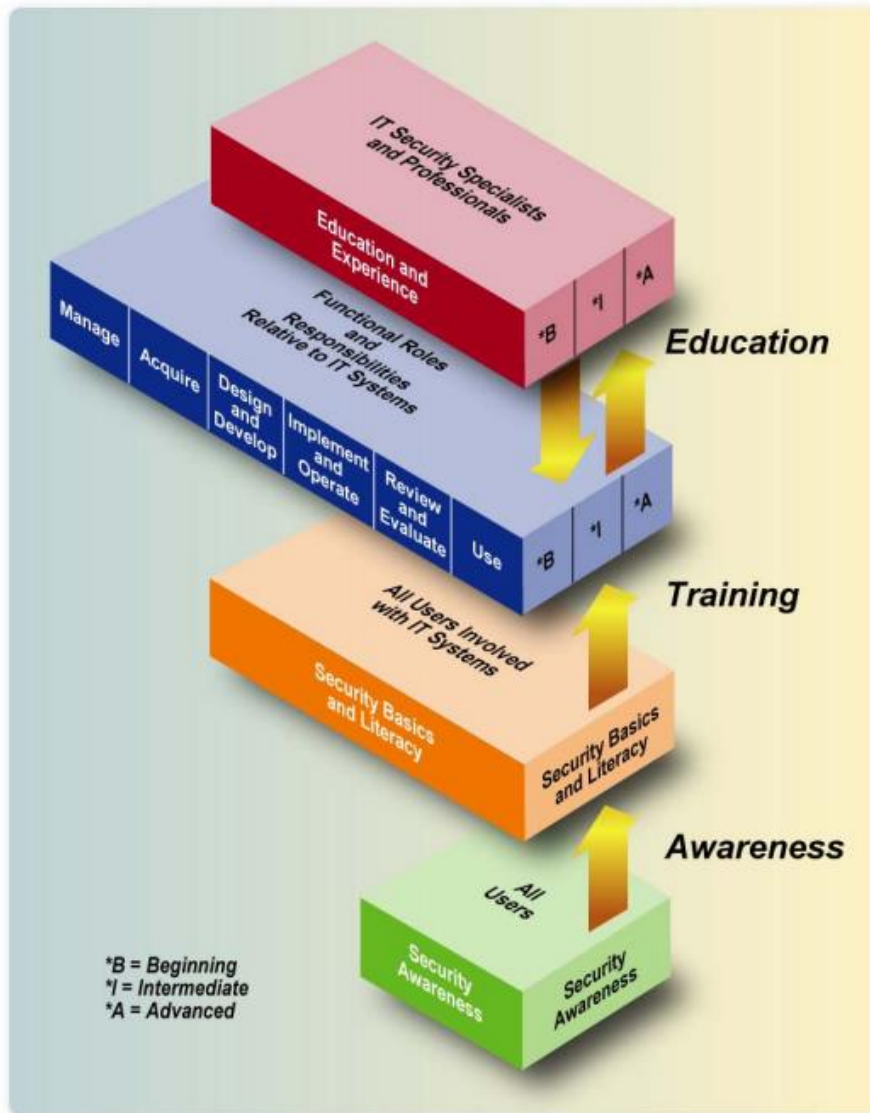 IT Security Specialists
and Professionals
Education and
Experience
*B
*I
*A
Education
Functional Roles
and
Responsibilities
Relative to IT Systems
Manage
Acquire
Design
and
Develop
Implement
and
Operate
Review
and
Evaluate
Use
*B
*I
*A
Training
All Users Involved
with IT Systems
Security Basics
and Literacy
Security Basics
and Literacy
Awareness
All
Users
Security
Awareness
Security
Awareness
*B = Beginning
*I = Intermediate
*A = Advanced